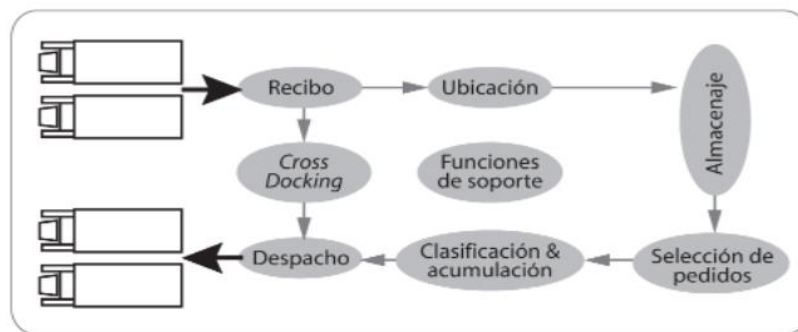 Recibo
Ubicación
Almacenaje
Cross
Docking
Funciones
de soporte
Despacho
Clasificación &
acumulación
Selección de
pedidos